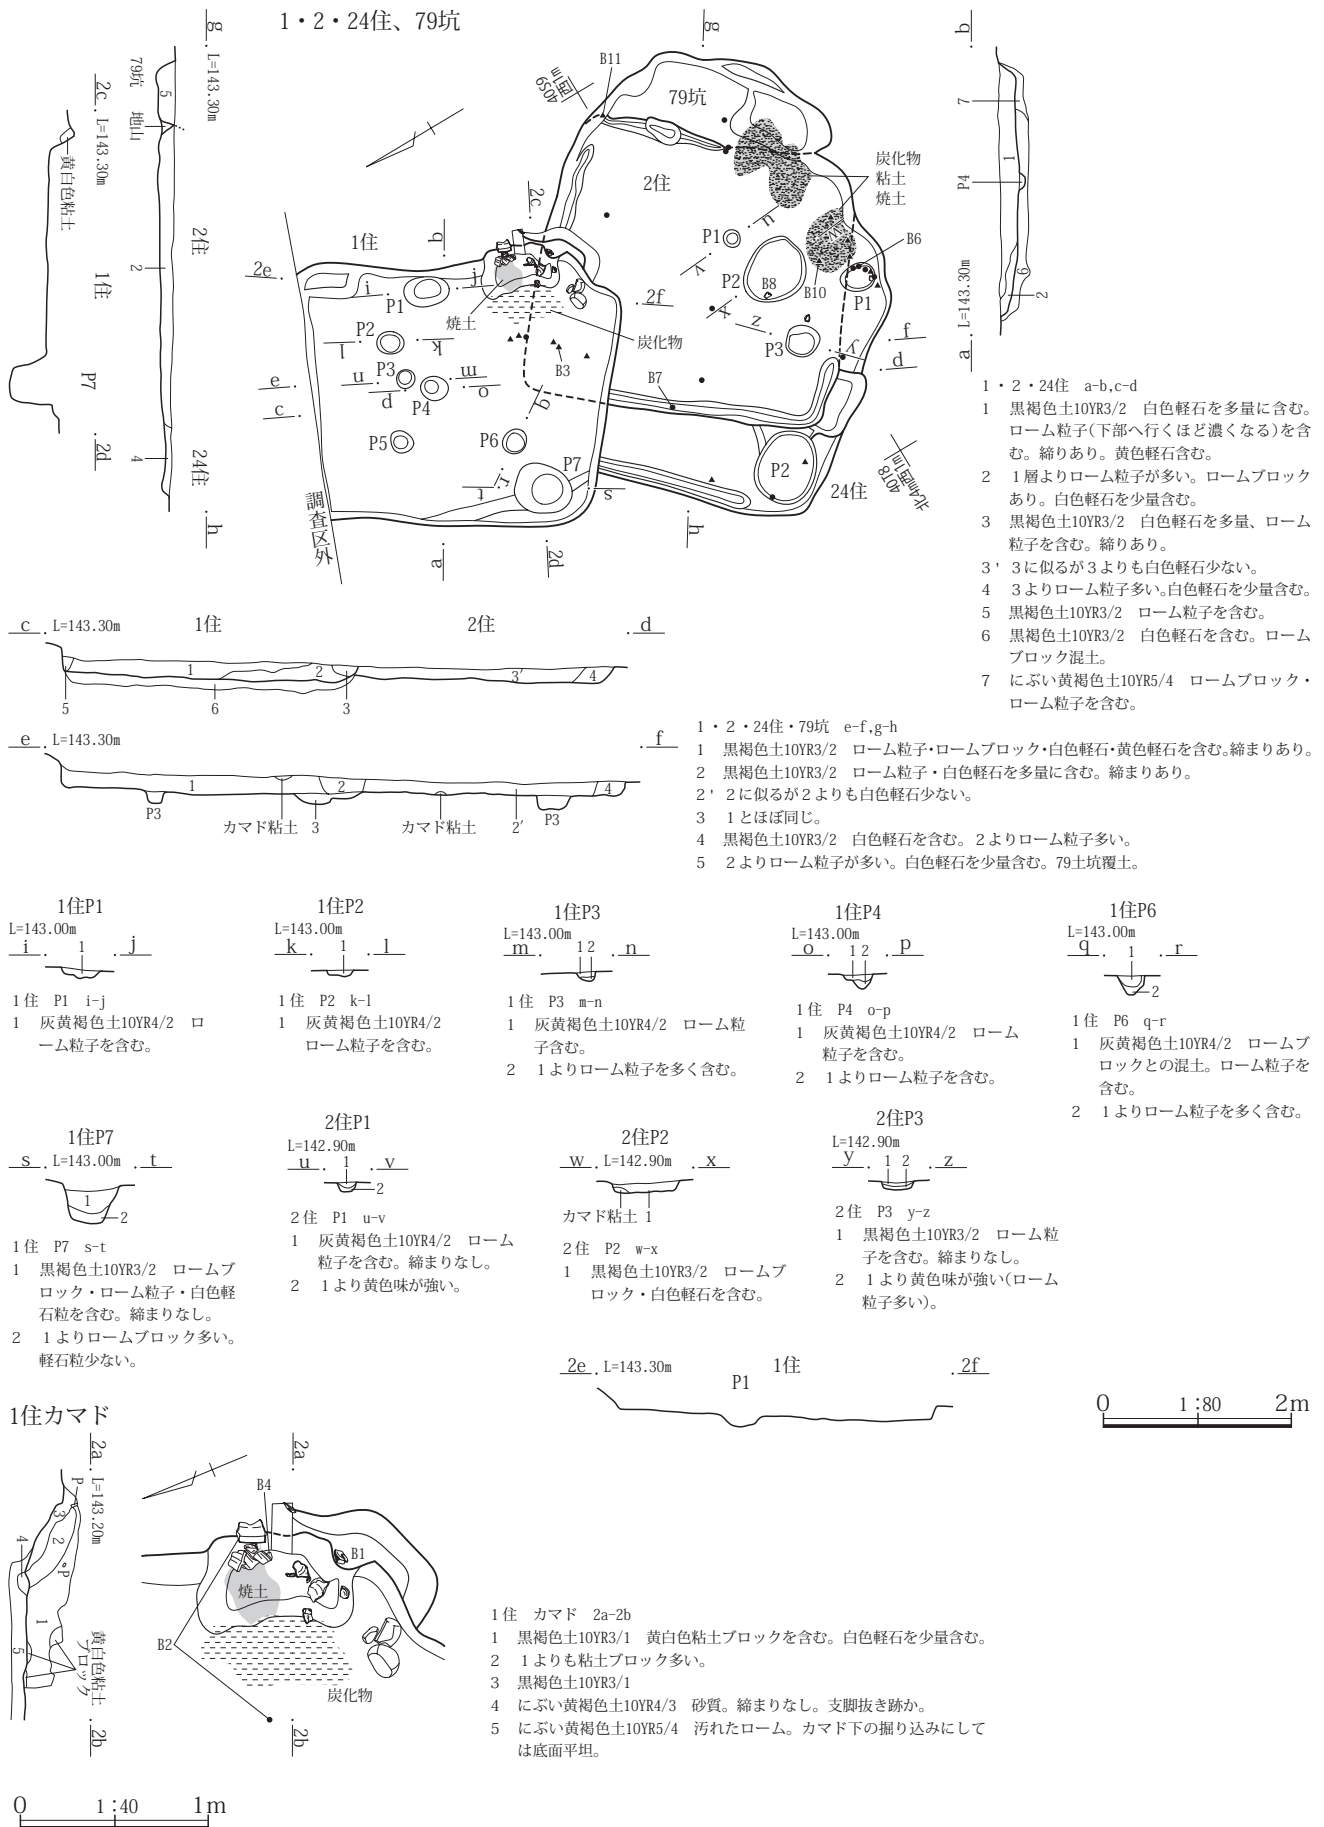 1・2・24住、79坑
g
L=143.30m
79坑
地山
5
2住
2
24住
4
h
2c
L=143.30m
黄白色粘土
1住
P7
2d
g
B11
79坑
炭化物
粘土
焼土
2住
2c
n
P1
v
P2
B8
B10
B6
P1
x
z
P3
y
f
d
B7
P2
24住
h
1住
b
2e
i
j
P1
焼土
2f
炭化物
P2
l
k
B3
e
n
P3
m
p
P4
o
c
b
P5
P6
r
P7
t
s
調査区外
a
2d
b
7
1
P4
6
2
L=143.30m
a
1・2・24住 a-b,c-d
1 黒褐色土10YR3/2 白色軽石を多量に含む。
ローム粒子(下部へ行くほど濃くなる)を含
む。締りあり。黄色軽石含む。
2 1層よりローム粒子が多い。ロームブロック
あり。白色軽石を少量含む。
3 黒褐色土10YR3/2 白色軽石を多量、ローム
粒子を含む。締りあり。
3' 3に似るが3よりも白色軽石少ない。
4 3よりローム粒子多い。白色軽石を少量含む。
5 黒褐色土10YR3/2 ローム粒子を含む。
6 黒褐色土10YR3/2 白色軽石を含む。ローム
ブロック混土。
7 にぶい黄褐色土10YR5/4 ロームブロック・
ローム粒子を含む。
c L=143.30m 1住 2住 d
1 2 3′ 4
5 6 3
e L=143.30m f
1 2 4
P3 カマド粘土 3 カマド粘土 2′ P3
1・2・24住・79坑 e-f,g-h
1 黒褐色土10YR3/2 ローム粒子・ロームブロック・白色軽石・黄色軽石を含む。締まりあり。
2 黒褐色土10YR3/2 ローム粒子・白色軽石を多量に含む。締まりあり。
2' 2に似るが2よりも白色軽石少ない。
3 1とほぼ同じ。
4 黒褐色土10YR3/2 白色軽石を含む。2よりローム粒子多い。
5 2よりローム粒子が多い。白色軽石を少量含む。79土坑覆土。
1住P1
L=143.00m
i 1 j
1住 P1 i-j
1 灰黄褐色土10YR4/2 ロ
ーム粒子を含む。
1住P2
L=143.00m
k 1 l
1住 P2 k-l
1 灰黄褐色土10YR4/2
ローム粒子を含む。
1住P3
L=143.00m
m 1 2 n
1住 P3 m-n
1 灰黄褐色土10YR4/2 ローム粒
子含む。
2 1よりローム粒子を多く含む。
1住P4
L=143.00m
o 1 2 p
1住 P4 o-p
1 灰黄褐色土10YR4/2 ローム
粒子を含む。
2 1よりローム粒子を含む。
1住P6
L=143.00m
q 1 r
2
1住 P6 q-r
1 灰黄褐色土10YR4/2 ロームブ
ロックとの混土。ローム粒子を
含む。
2 1よりローム粒子を多く含む。
1住P7
s L=143.00m t
1
2
1住 P7 s-t
1 黒褐色土10YR3/2 ロームブ
ロック・ローム粒子・白色軽
石粒を含む。締まりなし。
2 1よりロームブロック多い。
軽石粒少ない。
2住P1
L=142.90m
u 1 v
2
2住 P1 u-v
1 灰黄褐色土10YR4/2 ローム
粒子を含む。締まりなし。
2 1より黄色味が強い。
2住P2
w L=142.90m x
カマド粘土 1
2住 P2 w-x
1 黒褐色土10YR3/2 ロームブ
ロック・白色軽石を含む。
2住P3
L=142.90m
y 1 2 z
2住 P3 y-z
1 黒褐色土10YR3/2 ローム粒
子を含む。締まりなし。
2 1より黄色味が強い(ローム
粒子多い)。
2e L=143.30m 1住 2f
P1
0 1:80 2m
1住カマド
2a
L=143.20m
P
3
2
4
P
1
5
黄白色粘土
ブロック
2b
2a
B4
B1
焼土
B2
炭化物
2b
1住 カマド 2a-2b
1 黒褐色土10YR3/1 黄白色粘土ブロックを含む。白色軽石を少量含む。
2 1よりも粘土ブロック多い。
3 黒褐色土10YR3/1
4 にぶい黄褐色土10YR4/3 砂質。締まりなし。支脚抜き跡か。
5 にぶい黄褐色土10YR5/4 汚れたローム。カマド下の掘り込みにして
は底面平坦。
0 1:40 1m